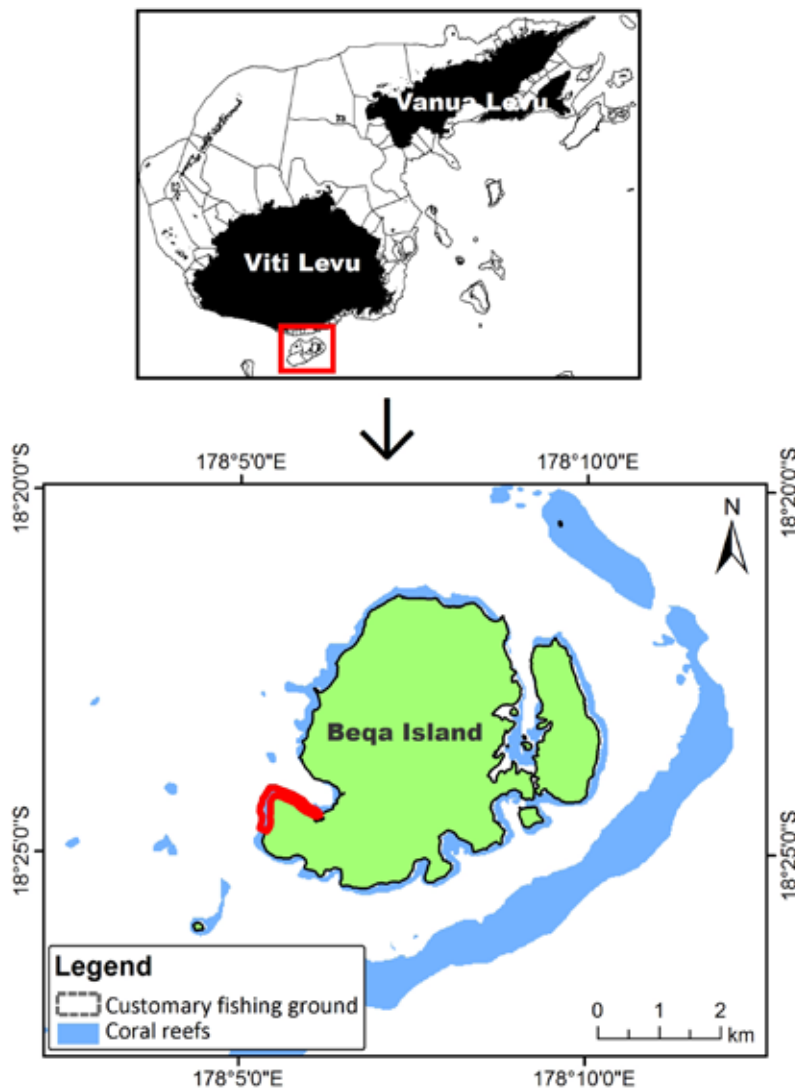 Vanua Levu
Viti Levu
178°5'0"E
178°10'0"E
18°20'0"S
18°20'0"S
N
Beqa Island
18°25'0"S
18°25'0"S
Legend
Customary fishing ground
Coral reefs
0 1 2
km
178°5'0"E
178°10'0"E